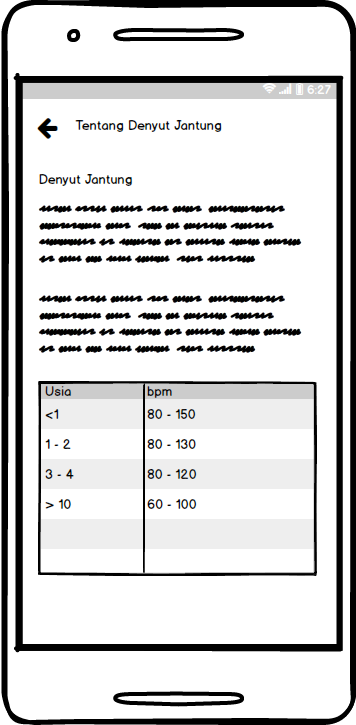 6:27
Tentang Denyut Jantung
Denyut Jantung
Usia bpm
<1 80 - 150
1 - 2 80 - 130
3 - 4 80 - 120
> 10 60 - 100